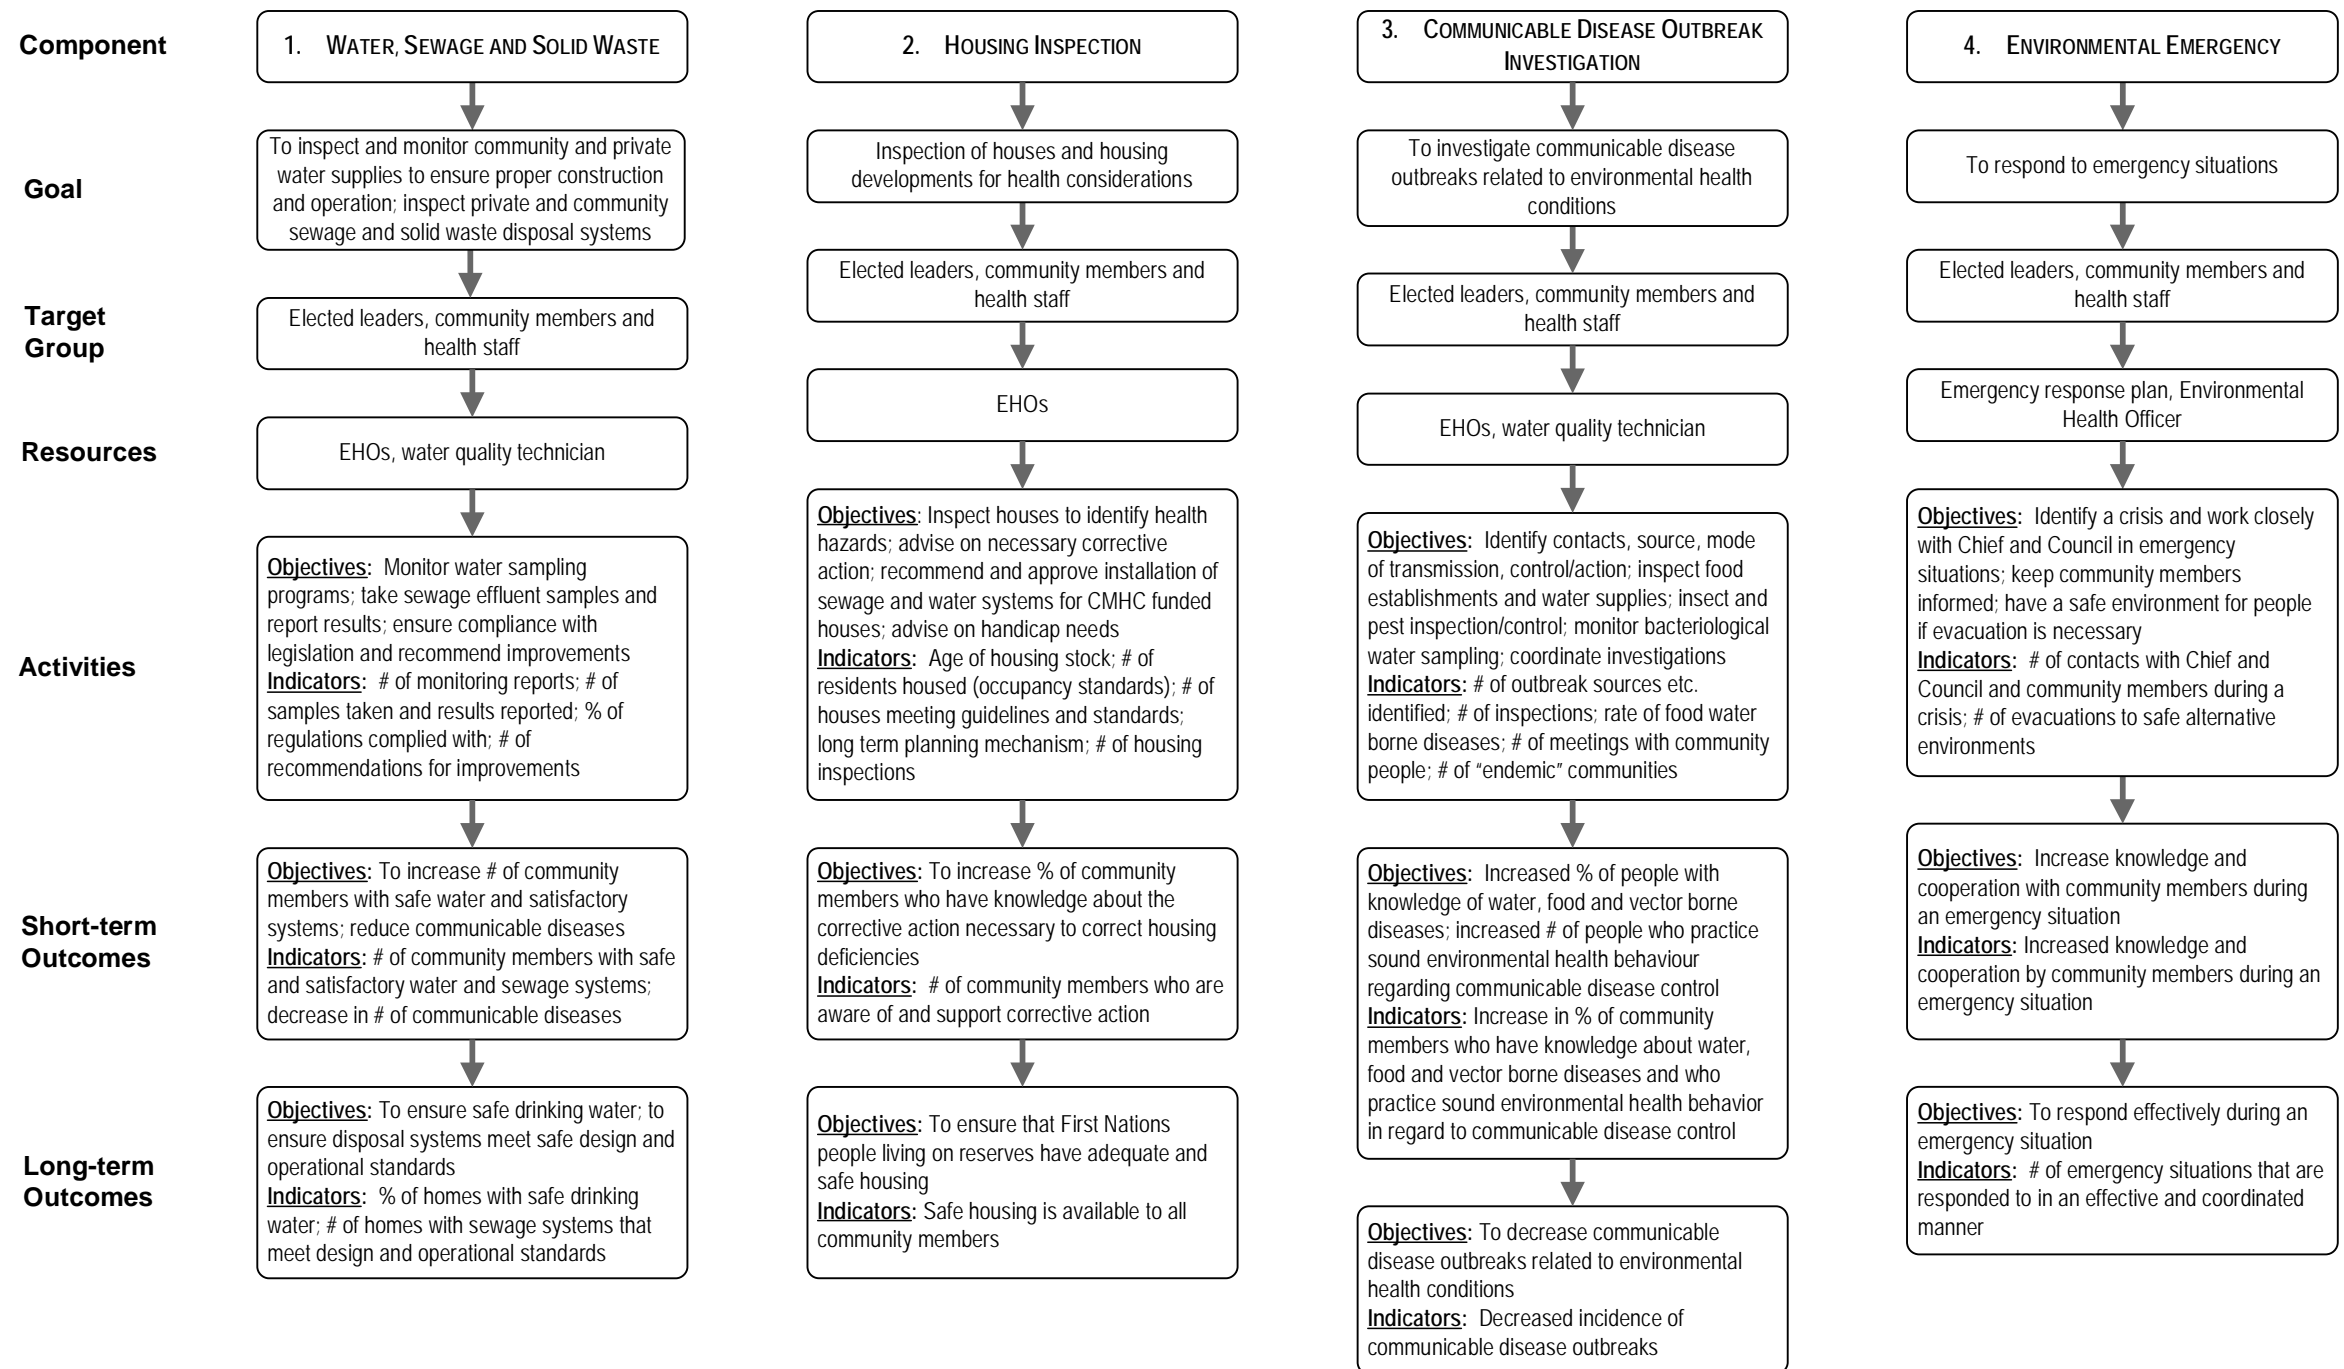 Component
1. WATER, SEWAGE AND SOLID WASTE
2. HOUSING INSPECTION
3. COMMUNICABLE DISEASE OUTBREAK
INVESTIGATION
4. ENVIRONMENTAL EMERGENCY
Goal
To inspect and monitor community and private
water supplies to ensure proper construction
and operation; inspect private and community
sewage and solid waste disposal systems
Inspection of houses and housing
developments for health considerations
To investigate communicable disease
outbreaks related to environmental health
conditions
To respond to emergency situations
Target
Group
Elected leaders, community members and
health staff
Elected leaders, community members and
health staff
Elected leaders, community members and
health staff
Elected leaders, community members and
health staff
Resources
EHOs, water quality technician
EHOs
EHOs, water quality technician
Emergency response plan, Environmental
Health Officer
Activities
Objectives: Monitor water sampling
programs; take sewage effluent samples and
report results; ensure compliance with
legislation and recommend improvements
Indicators: # of monitoring reports; # of
samples taken and results reported; % of
regulations complied with; # of
recommendations for improvements
Objectives: Inspect houses to identify health
hazards; advise on necessary corrective
action; recommend and approve installation of
sewage and water systems for CMHC funded
houses; advise on handicap needs
Indicators: Age of housing stock; # of
residents housed (occupancy standards); # of
houses meeting guidelines and standards;
long term planning mechanism; # of housing
inspections
Objectives: Identify contacts, source, mode
of transmission, control/action; inspect food
establishments and water supplies; insect and
pest inspection/control; monitor bacteriological
water sampling; coordinate investigations
Indicators: # of outbreak sources etc.
identified; # of inspections; rate of food water
borne diseases; # of meetings with community
people; # of "endemic" communities
Objectives: Identify a crisis and work closely
with Chief and Council in emergency
situations; keep community members
informed; have a safe environment for people
if evacuation is necessary
Indicators: # of contacts with Chief and
Council and community members during a
crisis; # of evacuations to safe alternative
environments
Short-term
Outcomes
Objectives: To increase # of community
members with safe water and satisfactory
systems; reduce communicable diseases
Indicators: # of community members with safe
and satisfactory water and sewage systems;
decrease in # of communicable diseases
Objectives: To increase % of community
members who have knowledge about the
corrective action necessary to correct housing
deficiencies
Indicators: # of community members who are
aware of and support corrective action
Objectives: Increased % of people with
knowledge of water, food and vector borne
diseases; increased # of people who practice
sound environmental health behaviour
regarding communicable disease control
Indicators: Increase in % of community
members who have knowledge about water,
food and vector borne diseases and who
practice sound environmental health behavior
in regard to communicable disease control
Objectives: Increase knowledge and
cooperation with community members during
an emergency situation
Indicators: Increased knowledge and
cooperation by community members during an
emergency situation
Long-term
Outcomes
Objectives: To ensure safe drinking water; to
ensure disposal systems meet safe design and
operational standards
Indicators: % of homes with safe drinking
water; # of homes with sewage systems that
meet design and operational standards
Objectives: To ensure that First Nations
people living on reserves have adequate and
safe housing
Indicators: Safe housing is available to all
community members
Objectives: To decrease communicable
disease outbreaks related to environmental
health conditions
Indicators: Decreased incidence of
communicable disease outbreaks
Objectives: To respond effectively during an
emergency situation
Indicators: # of emergency situations that are
responded to in an effective and coordinated
manner